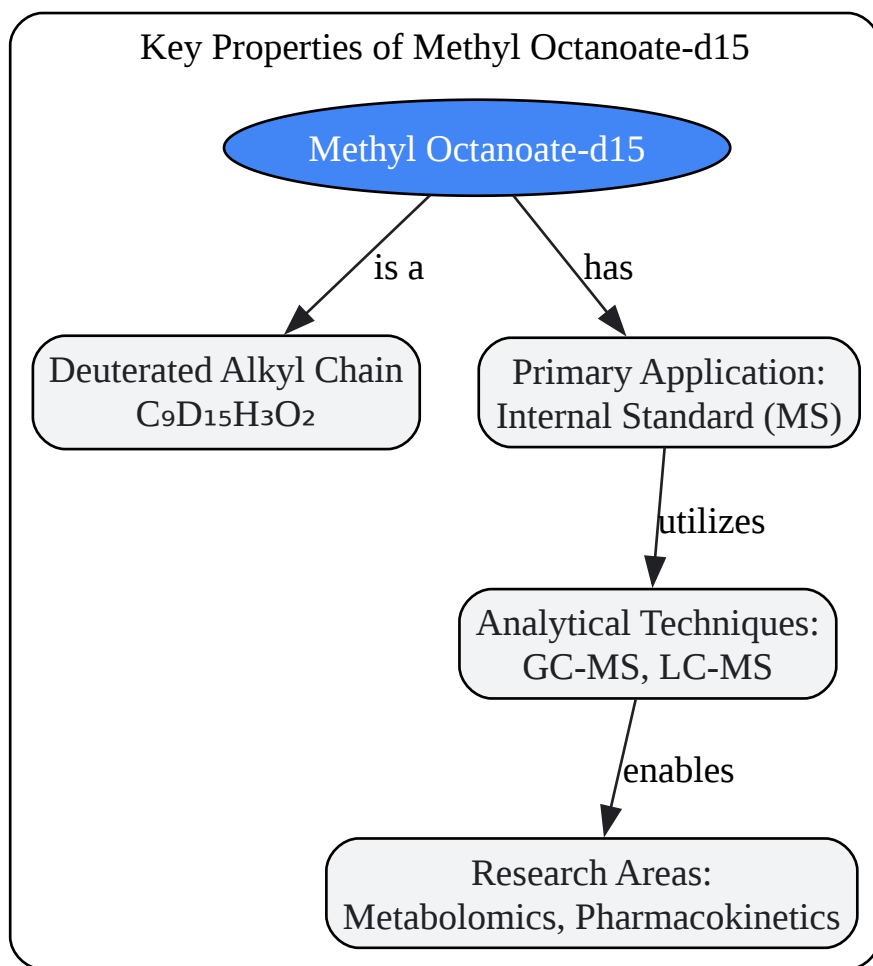 Key Properties of Methyl Octanoate-d15
Methyl Octanoate-d15
is a
has
Deuterated Alkyl Chain
C₉D₁₅H₃O₂
Primary Application:
Internal Standard (MS)
utilizes
Analytical Techniques:
GC-MS, LC-MS
enables
Research Areas:
Metabolomics, Pharmacokinetics